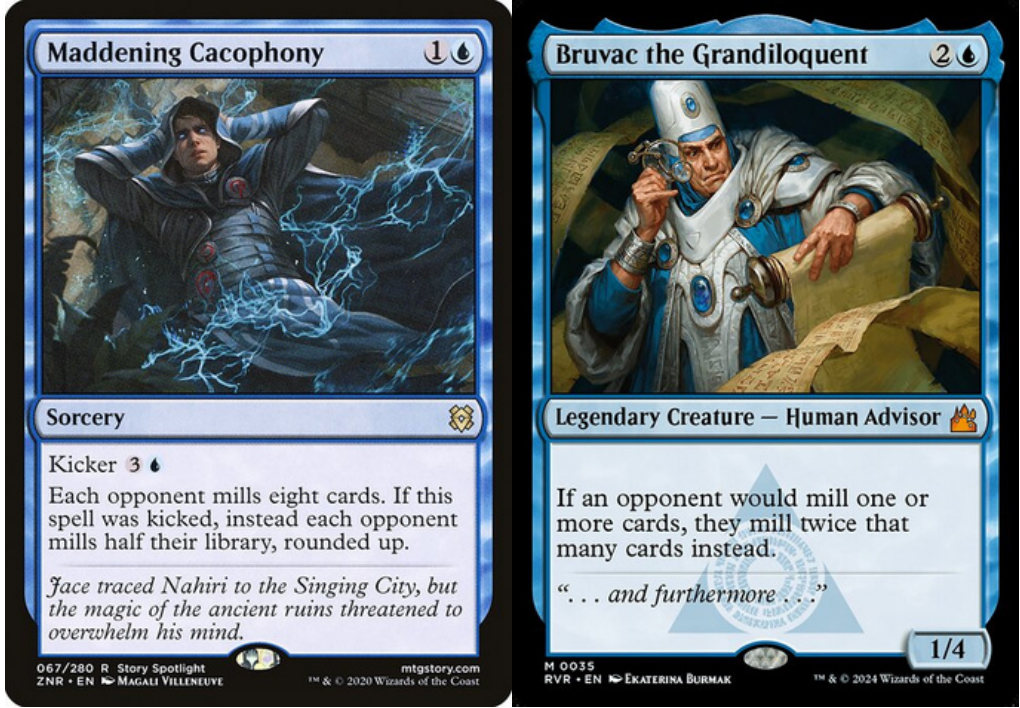 Maddening Cacophony 1
Sorcery
Kicker 3
Each opponent mills eight cards. If this
spell was kicked, instead each opponent
mills half their library, rounded up.
Jace traced Nahiri to the Singing City, but
the magic of the ancient ruins threatened to
overwhelm his mind.
067/280 R Story Spotlight
ZNR • EN Magali Villeneuve
mtgstory.com
™ & © 2020 Wizards of the Coast
Bruvac the Grandiloquent 2
Legendary Creature — Human Advisor
If an opponent would mill one or
more cards, they mill twice that
many cards instead.
“. . . and furthermore . . .”
1/4
M 0035
RVR • EN Ekaterina Burmak
™ & © 2024 Wizards of the Coast